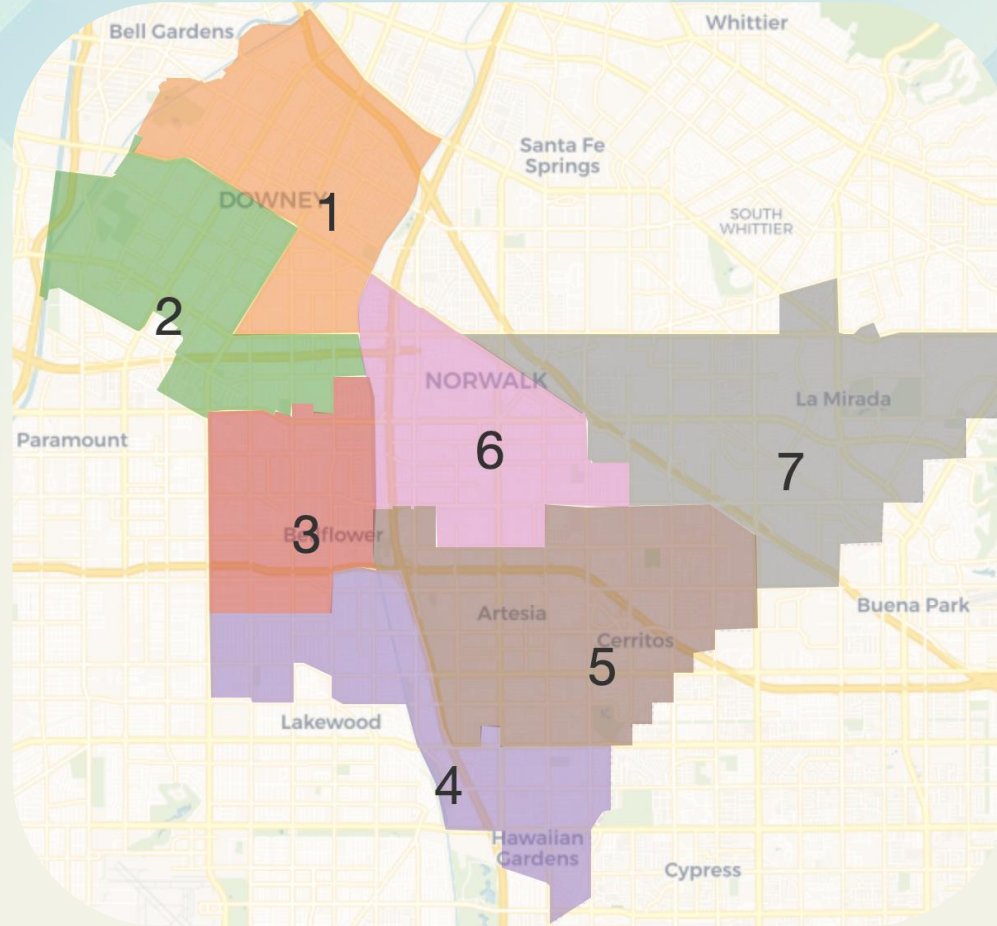 Bell Gardens
Whittier
Santa Fe
Springs
DOWNEY
1
SOUTH
WHITTIER
2
NORWALK
La Mirada
Paramount
6
7
3
Bellflower
Artesia
Buena Park
Cerritos
5
Lakewood
4
Hawaiian
Gardens
Cypress